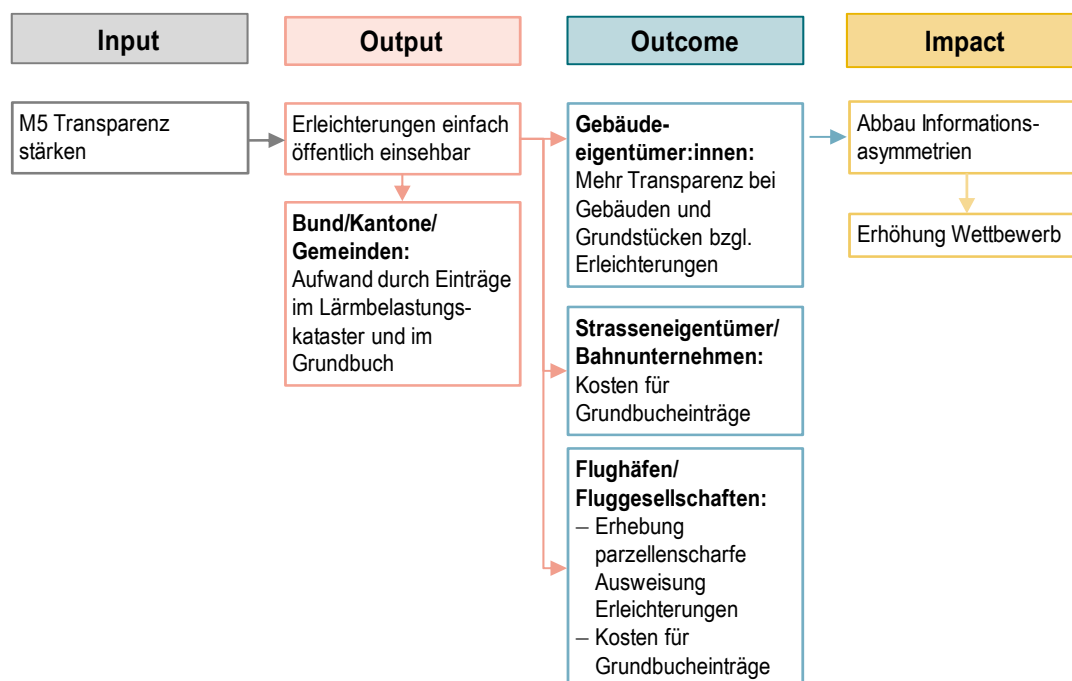 Input
Output
Outcome
Impact
M5 Transparenz
stärken
Erleichterungen einfach
öffentlich einsehbar
Bund/Kantone/
Gemeinden:
Aufwand durch Einträge
im Lärmbelastungs-
kataster und im
Grundbuch
Gebäude-
eigentümer:innen:
Mehr Transparenz bei
Gebäuden und
Grundstücken bzgl.
Erleichterungen
Strasseneigentümer/
Bahnunternehmen:
Kosten für
Grundbucheinträge
Flughäfen/
Fluggesellschaften:
– Erhebung
parzellenscharfe
Ausweisung
Erleichterungen
– Kosten für
Grundbucheinträge
Abbau Informations-
asymmetrien
Erhöhung Wettbewerb